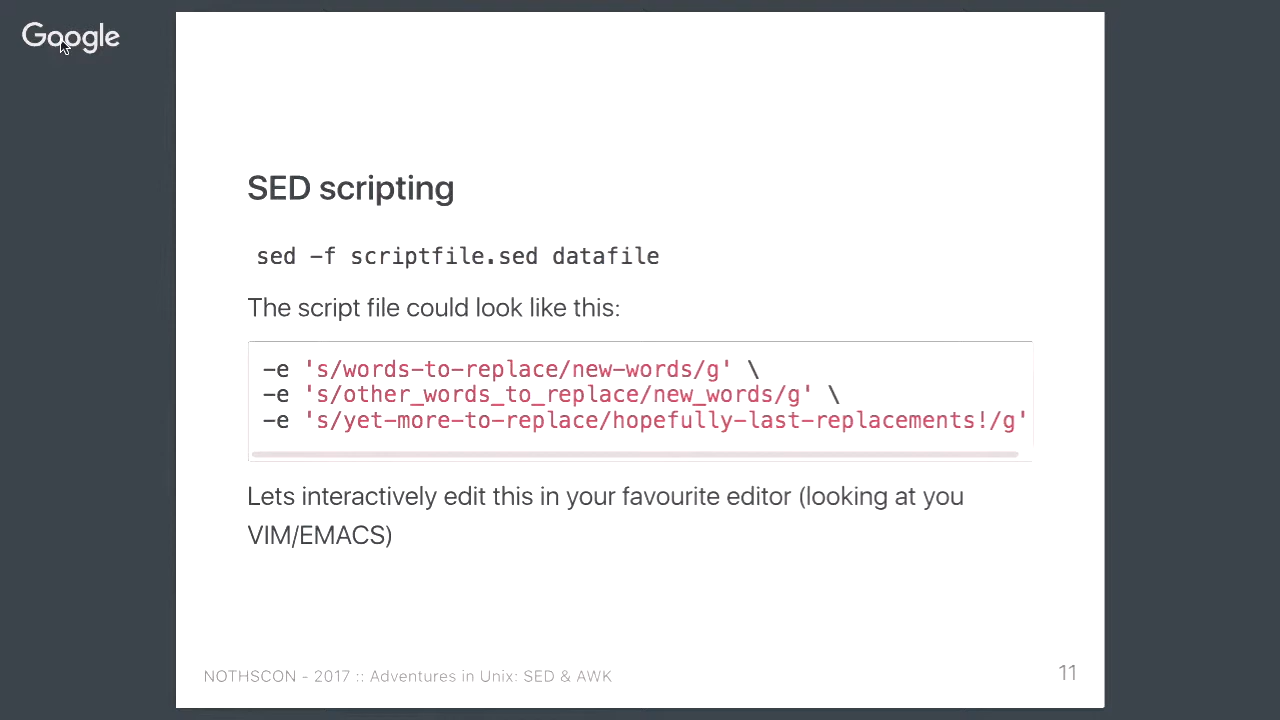 Google
SED scripting
sed -f scriptfile.sed datafile
The script file could look like this:
-e 's/words-to-replace/new-words/g' \
-e 's/other_words_to_replace/new_words/g' \
-e 's/yet-more-to-replace/hopefully-last-replacements!/g'
Lets interactively edit this in your favourite editor (looking at you
VIM/EMACS)
NOTHSCON - 2017 :: Adventures in Unix: SED & AWK
11